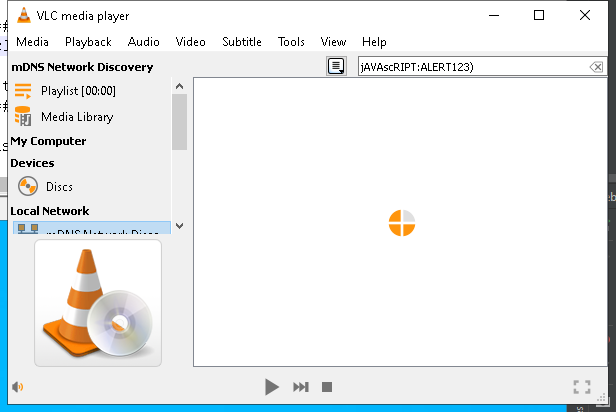 VLC media player
Media Playback Audio Video Subtitle Tools View Help
mDNS Network Discovery
jAVAscRIPT:ALERT123)
Playlist [00:00]
Media Library
My Computer
Devices
Discs
Local Network
mDNS Network Disco